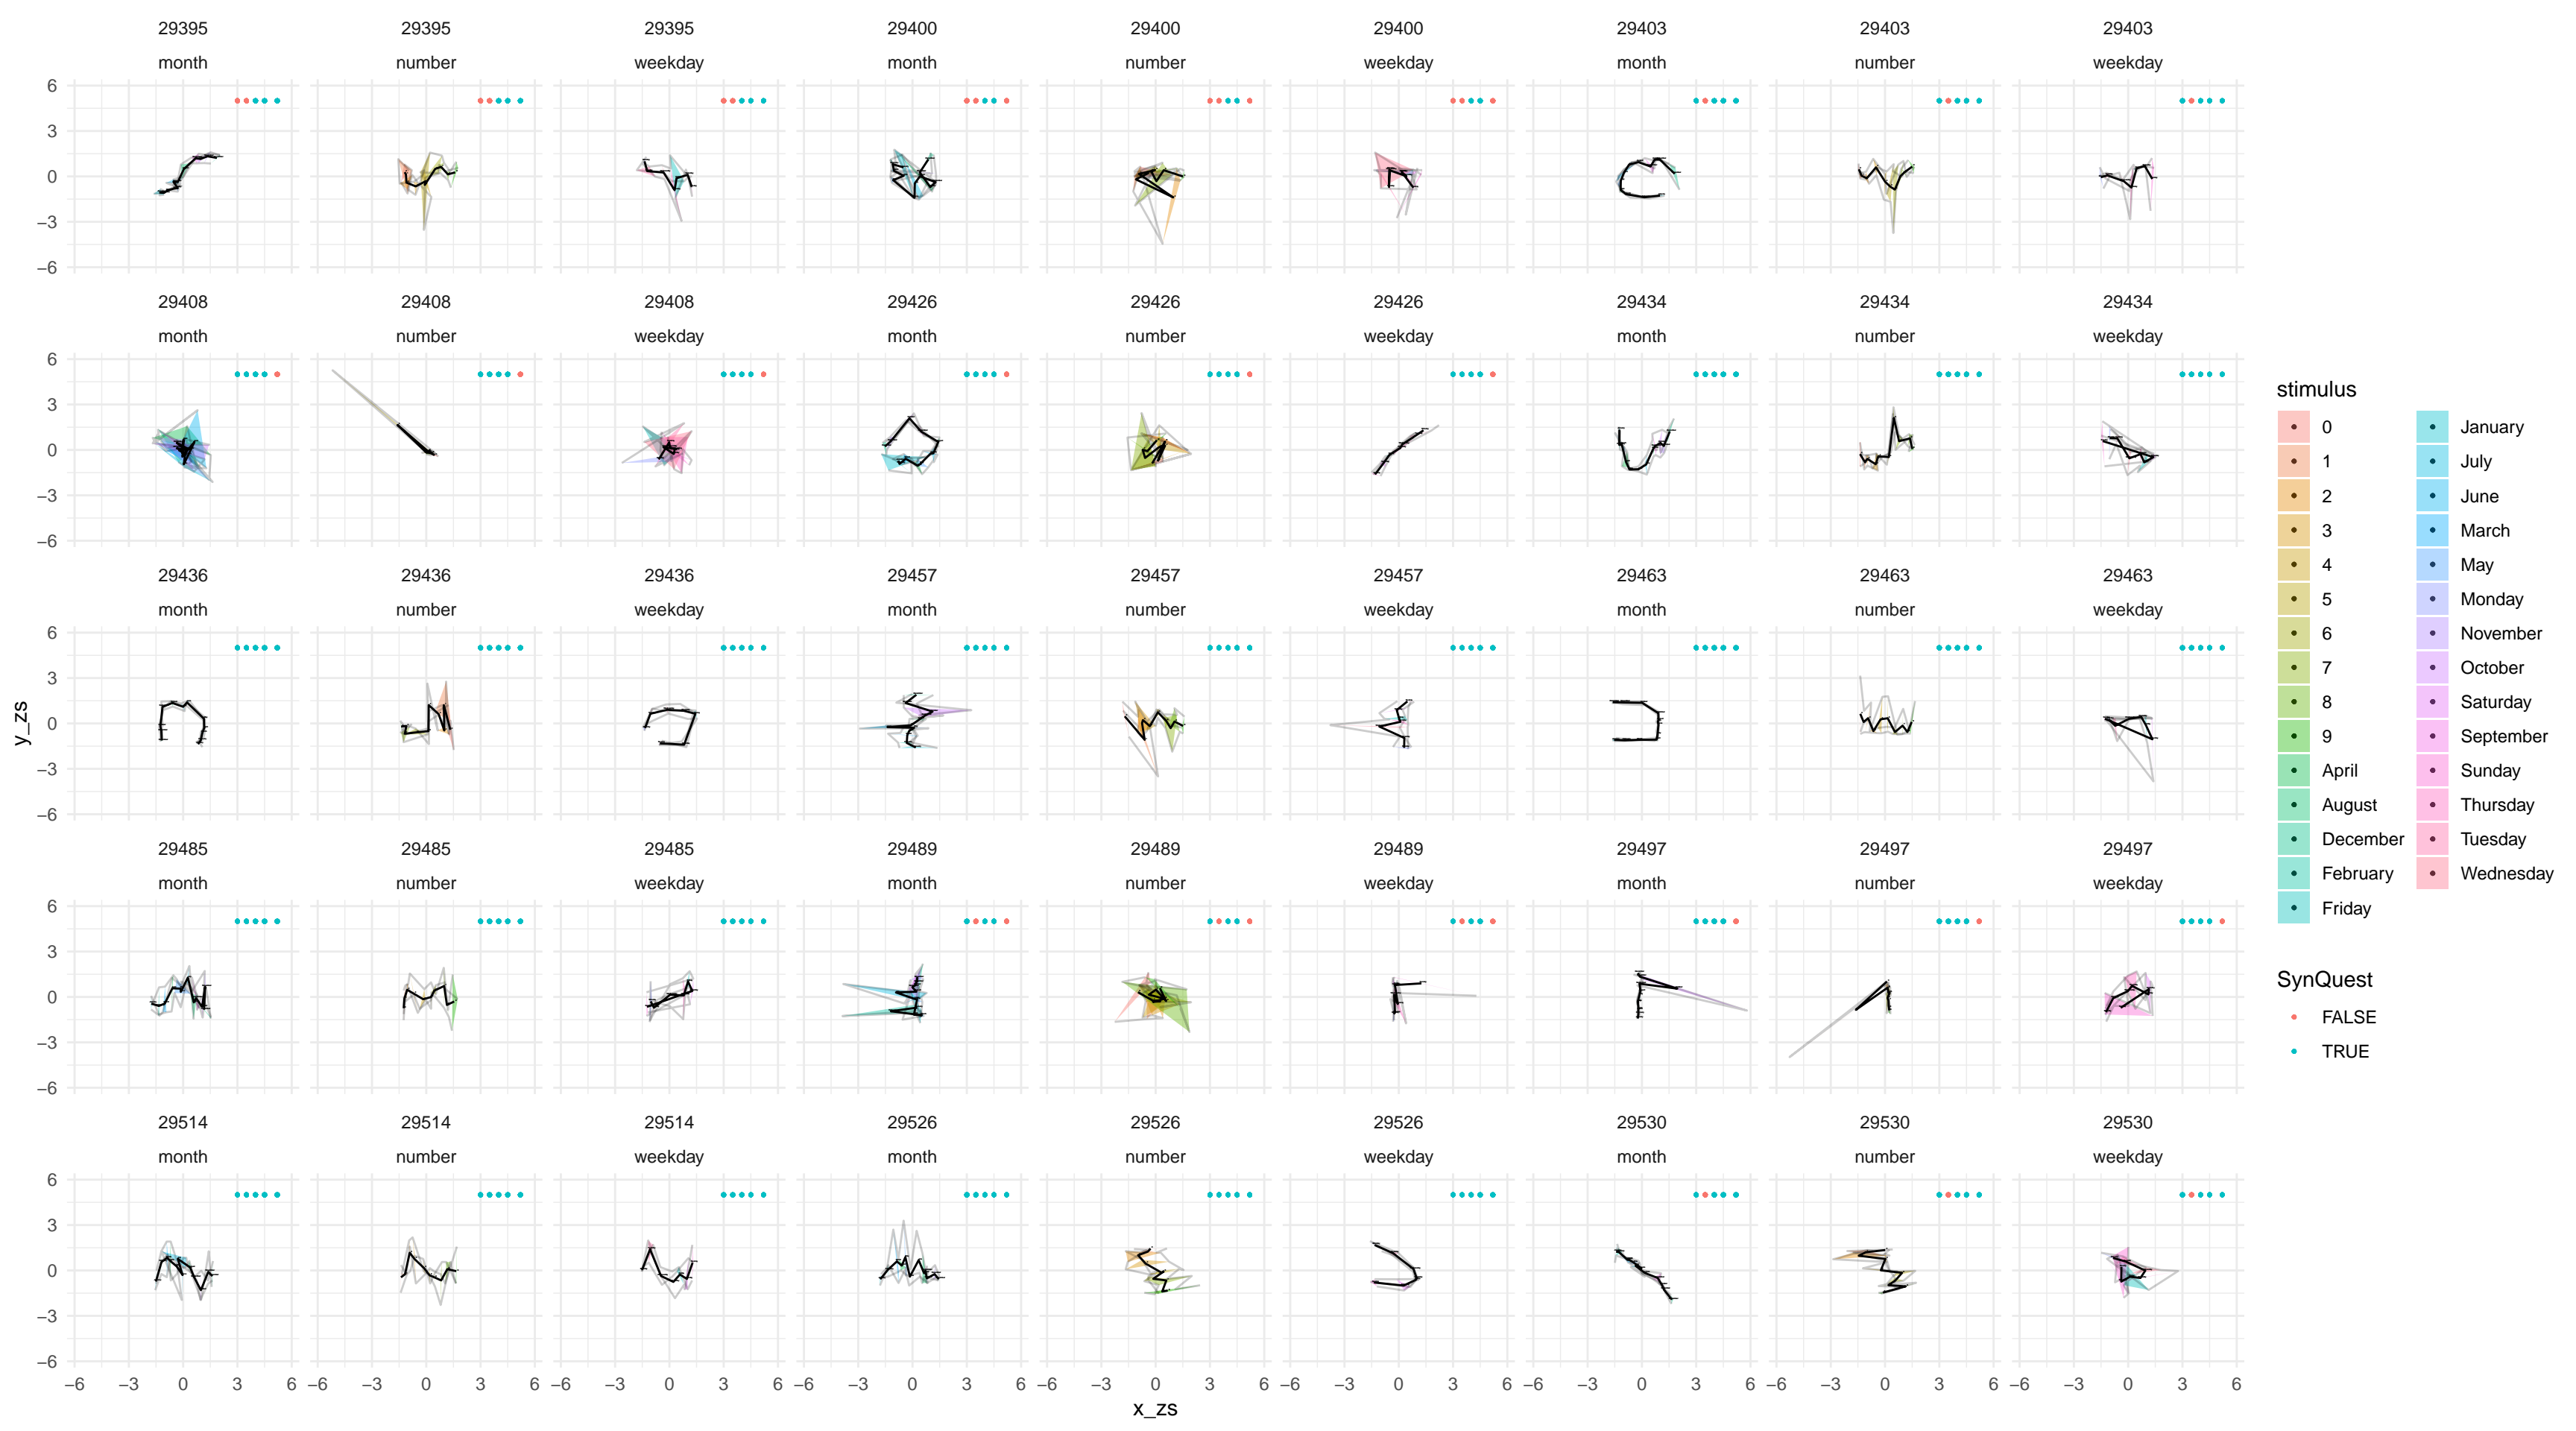 29395 29395 29395 29400 29400 29400 29403 29403 29403
month number weekday month number weekday month number weekday
6
3
0
−3
−6
29408 29408 29408 29426 29426 29426 29434 29434 29434
month number weekday month number weekday month number weekday
6
3
0
−3
−6
29436 29436 29436 29457 29457 29457 29463 29463 29463
month number weekday month number weekday month number weekday
6
3
0
−3
−6
y_zs
29485 29485 29485 29489 29489 29489 29497 29497 29497
month number weekday month number weekday month number weekday
6
3
0
−3
−6
29514 29514 29514 29526 29526 29526 29530 29530 29530
month number weekday month number weekday month number weekday
6
3
0
−3
−6
−6 −3 0 3 6 −6 −3 0 3 6 −6 −3 0 3 6 −6 −3 0 3 6 −6 −3 0 3 6 −6 −3 0 3 6 −6 −3 0 3 6 −6 −3 0 3 6 −6 −3 0 3 6
x_zs
stimulus
0
1
2
3
4
5
6
7
8
9
April
August
December
February
Friday
January
July
June
March
May
Monday
November
October
Saturday
September
Sunday
Thursday
Tuesday
Wednesday
SynQuest
FALSE
TRUE